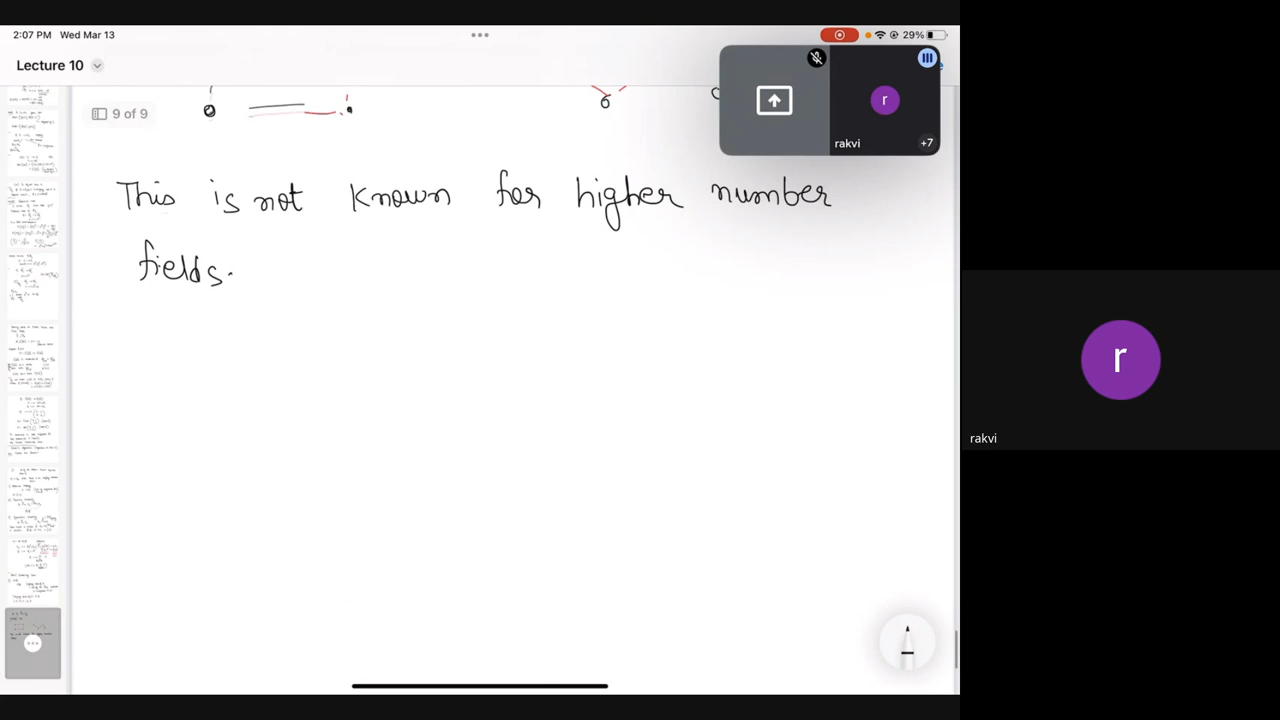 2:07 PM Wed Mar 13
29%
Lecture 10
9 of 9
r
rakvi
+7
This is not known for higher number
fields.
r
rakvi